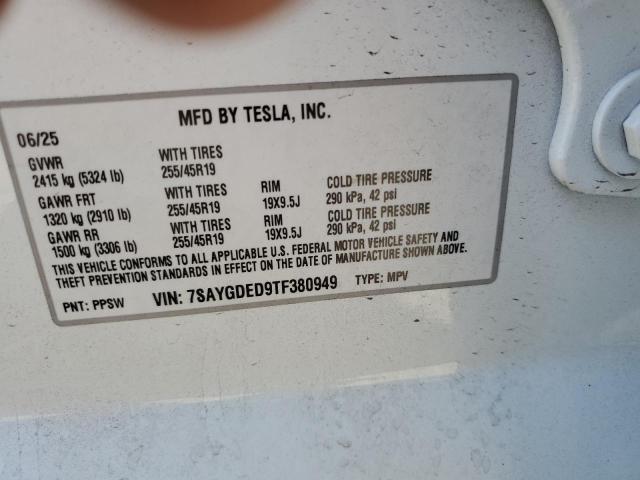 MFD BY TESLA, INC.
06/25
GVWR WITH TIRES
2415 kg (5324 lb) 255/45R19
GAWR FRT WITH TIRES RIM COLD TIRE PRESSURE
1320 kg (2910 lb) 255/45R19 19X9.5J 290 kPa, 42 psi
GAWR RR WITH TIRES RIM COLD TIRE PRESSURE
1500 kg (3306 lb) 255/45R19 19X9.5J 290 kPa, 42 psi
THIS VEHICLE CONFORMS TO ALL APPLICABLE U.S. FEDERAL MOTOR VEHICLE SAFETY AND
THEFT PREVENTION STANDARDS IN EFFECT ON THE DATE OF MANUFACTURE SHOWN ABOVE.
PNT: PPSW VIN: 7SAYGDED9TF380949 TYPE: MPV